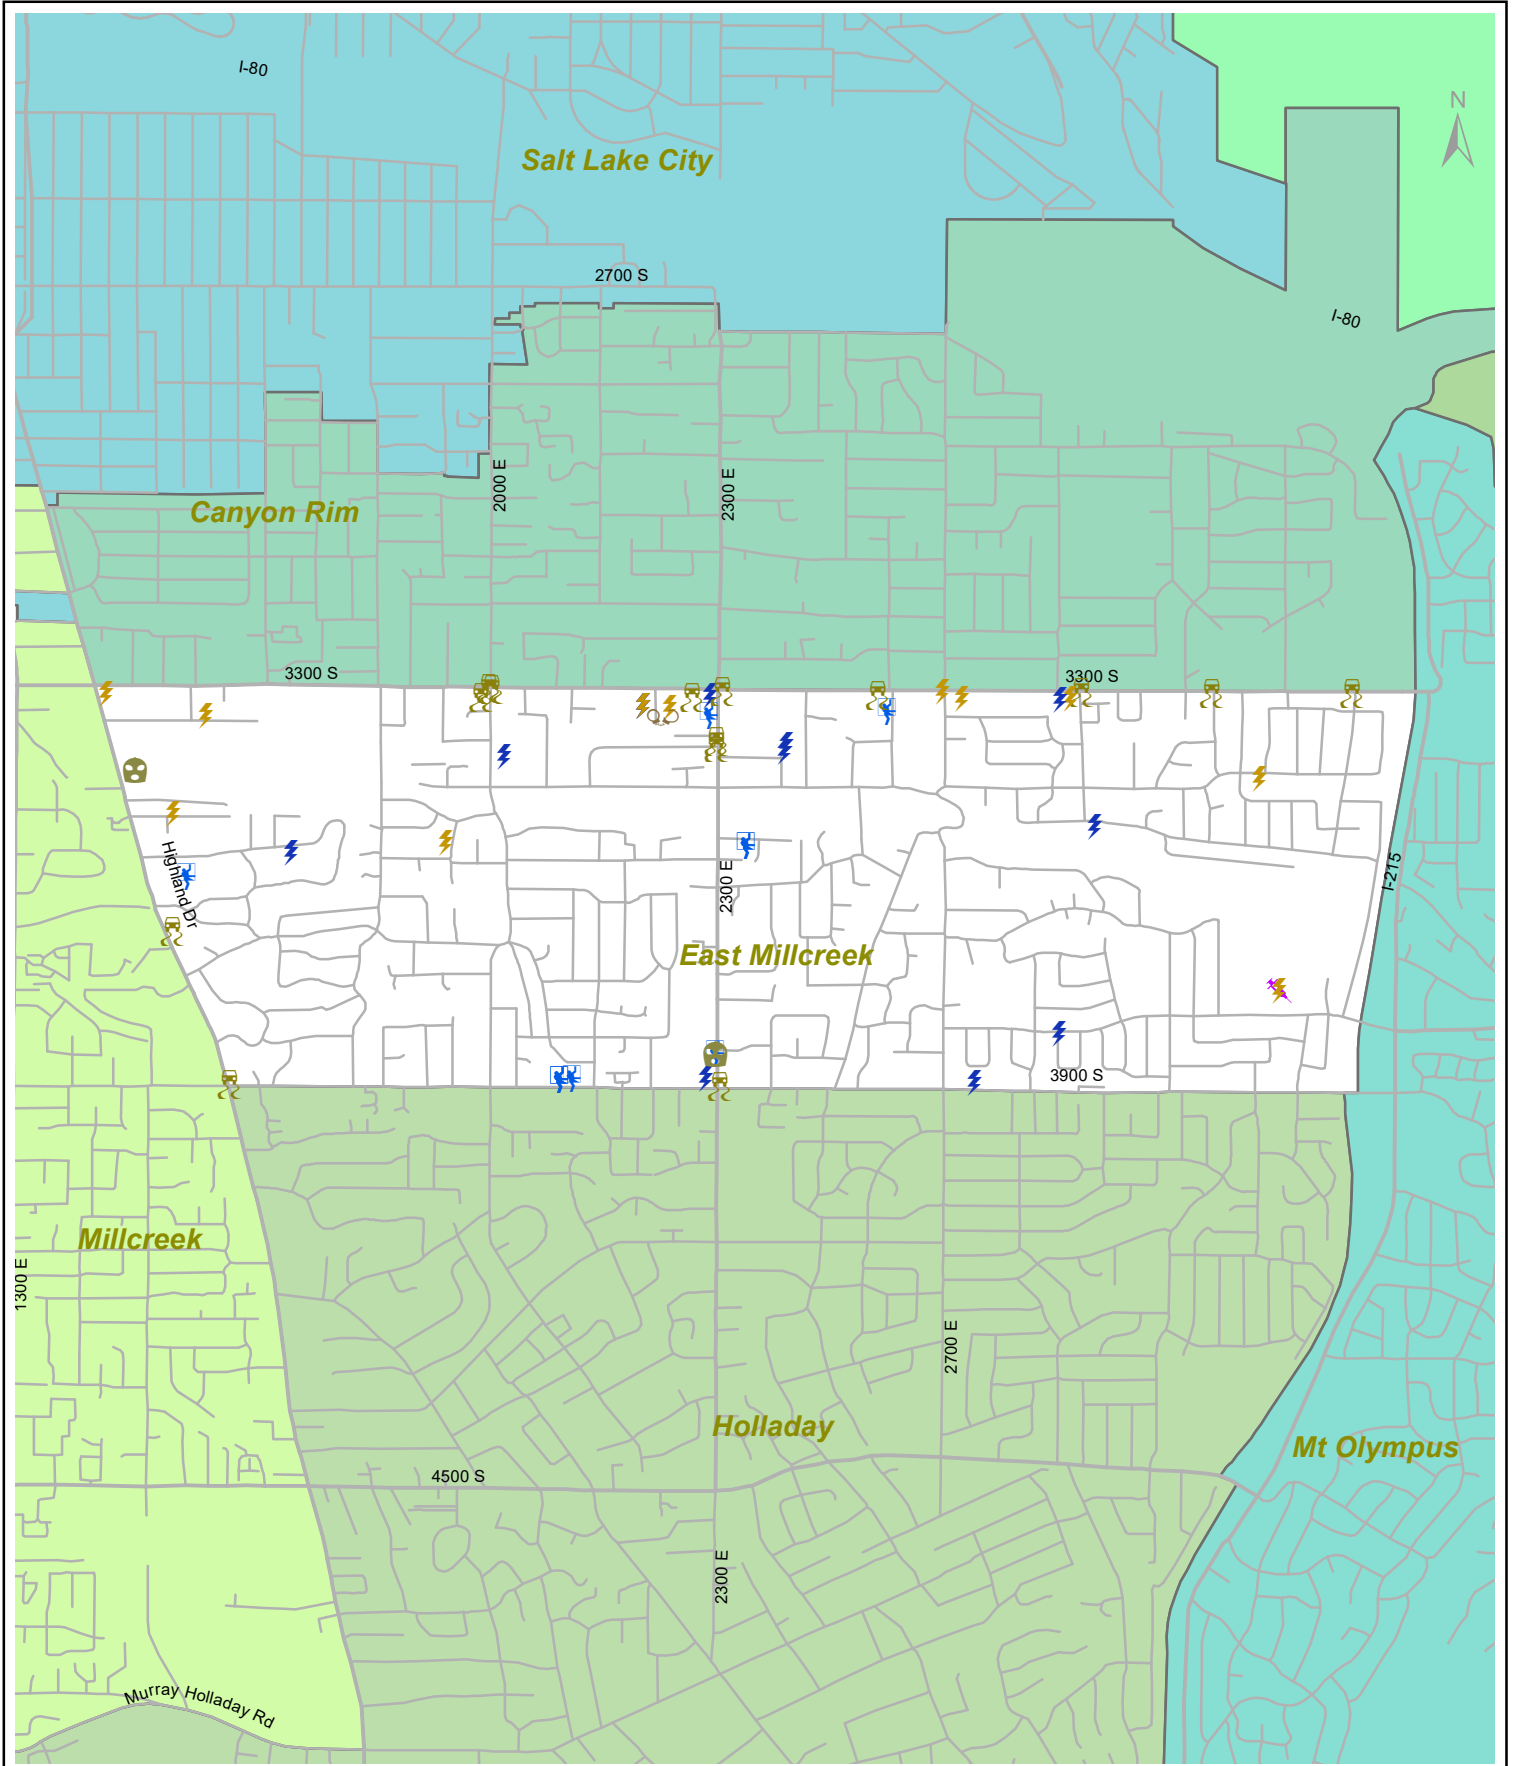 I-80
N
Salt Lake City
2700 S
I-80
2000 E
2300 E
Canyon Rim
3300 S
3300 S
Highland Dr
2300 E
I-215
East Millcreek
3900 S
Millcreek
1300 E
2700 E
Holladay
Mt Olympus
4500 S
2300 E
Murray Holladay Rd